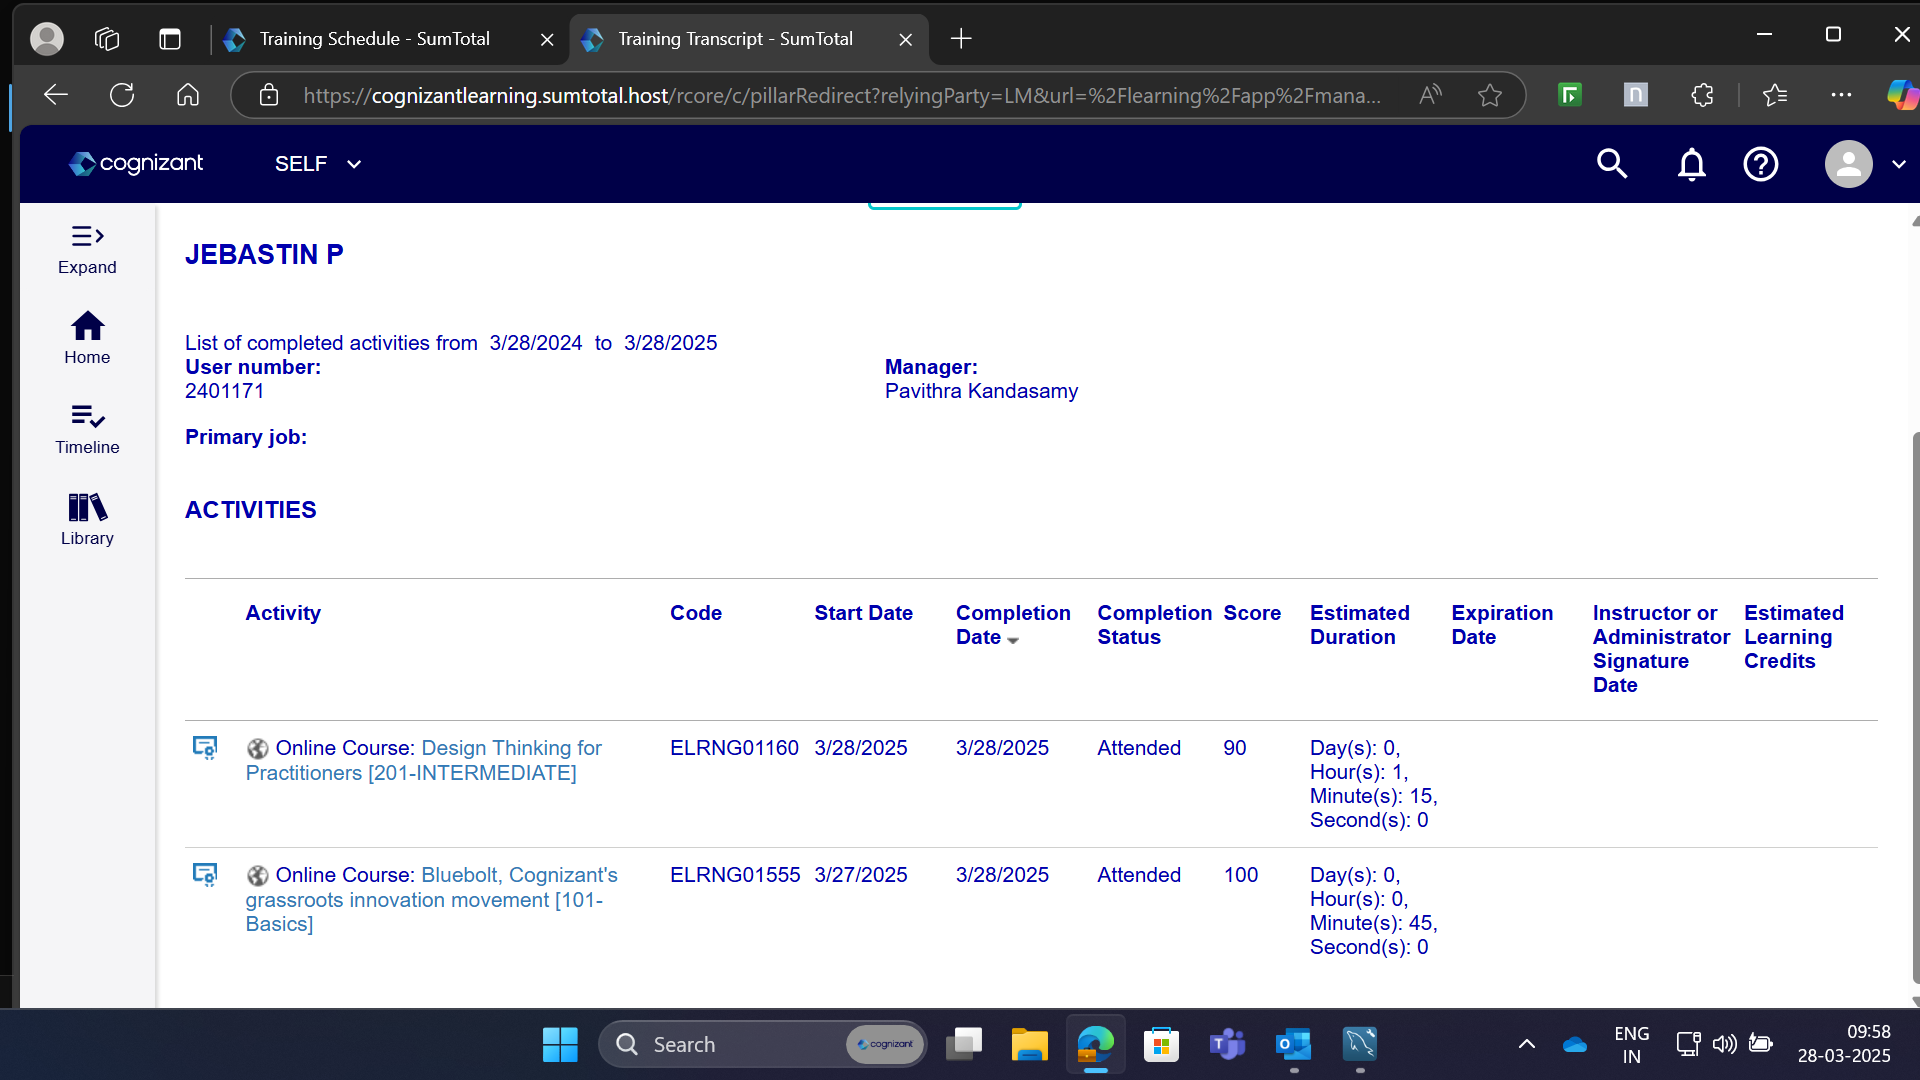 Training Schedule - SumTotal
Training Transcript - SumTotal
https://cognizantlearning.sumtotal.host/rcore/c/pillarRedirect?relyingParty=LM&url=%2Flearning%2Fapp%2Fmana...
cognizant SELF
Expand
Home
Timeline
Library
JEBASTIN P
List of completed activities from 3/28/2024 to 3/28/2025
User number:
2401171
Manager:
Pavithra Kandasamy
Primary job:
ACTIVITIES
Activity
Code
Start Date
Completion
Date
Completion
Status
Score
Estimated
Duration
Expiration
Date
Instructor or
Administrator
Signature
Date
Estimated
Learning
Credits
Online Course: Design Thinking for
Practitioners [201-INTERMEDIATE]
ELRNG01160
3/28/2025
3/28/2025
Attended
90
Day(s): 0,
Hour(s): 1,
Minute(s): 15,
Second(s): 0
Online Course: Bluebolt, Cognizant's
grassroots innovation movement [101-
Basics]
ELRNG01555
3/27/2025
3/28/2025
Attended
100
Day(s): 0,
Hour(s): 0,
Minute(s): 45,
Second(s): 0
Search
cognizant
ENG
IN
09:58
28-03-2025